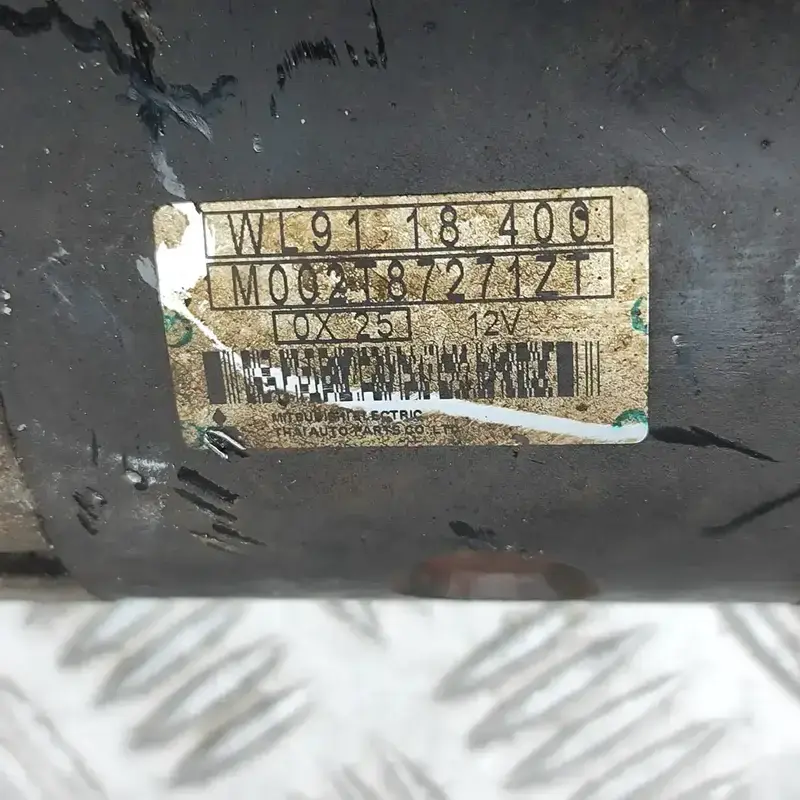 WL91 18 400
M002T87271ZT
0X 25 12V
MITSUBISHI ELECTRIC
THAI AUTO-PARTS CO. LTD.